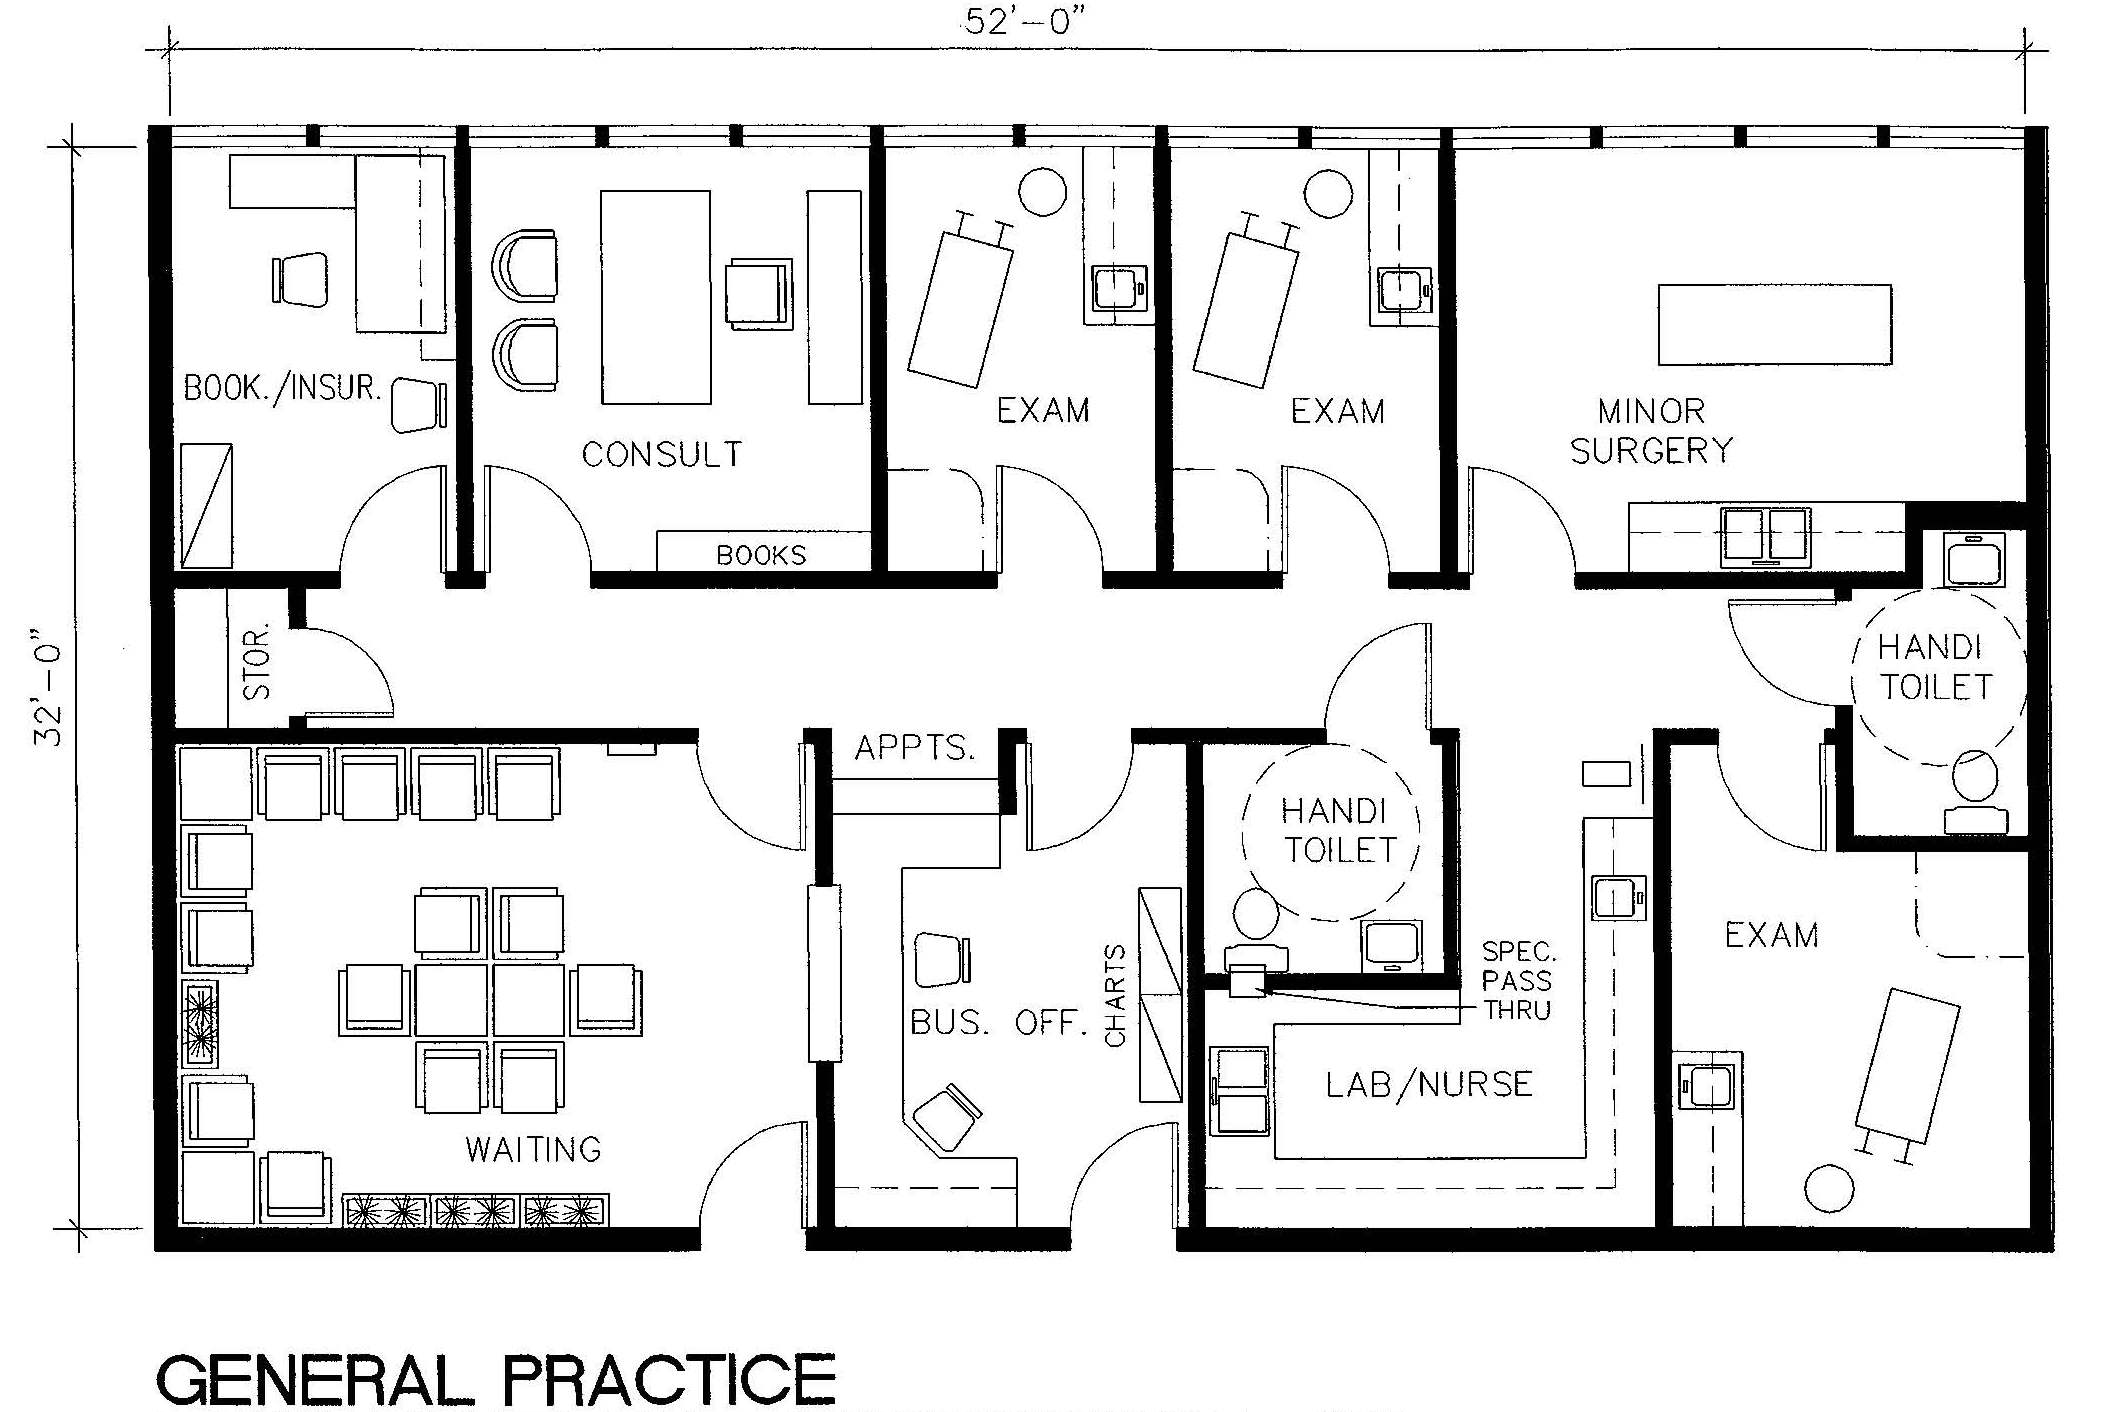 52'-0"
32'-0"
BOOK./INSUR.
CONSULT
BOOKS
EXAM
EXAM
MINOR
SURGERY
STOR.
HANDI
TOILET
APPTS.
HANDI
TOILET
WAITING
BUS. OFF.
CHARTS
SPEC.
PASS
THRU
LAB/NURSE
EXAM
GENERAL PRACTICE